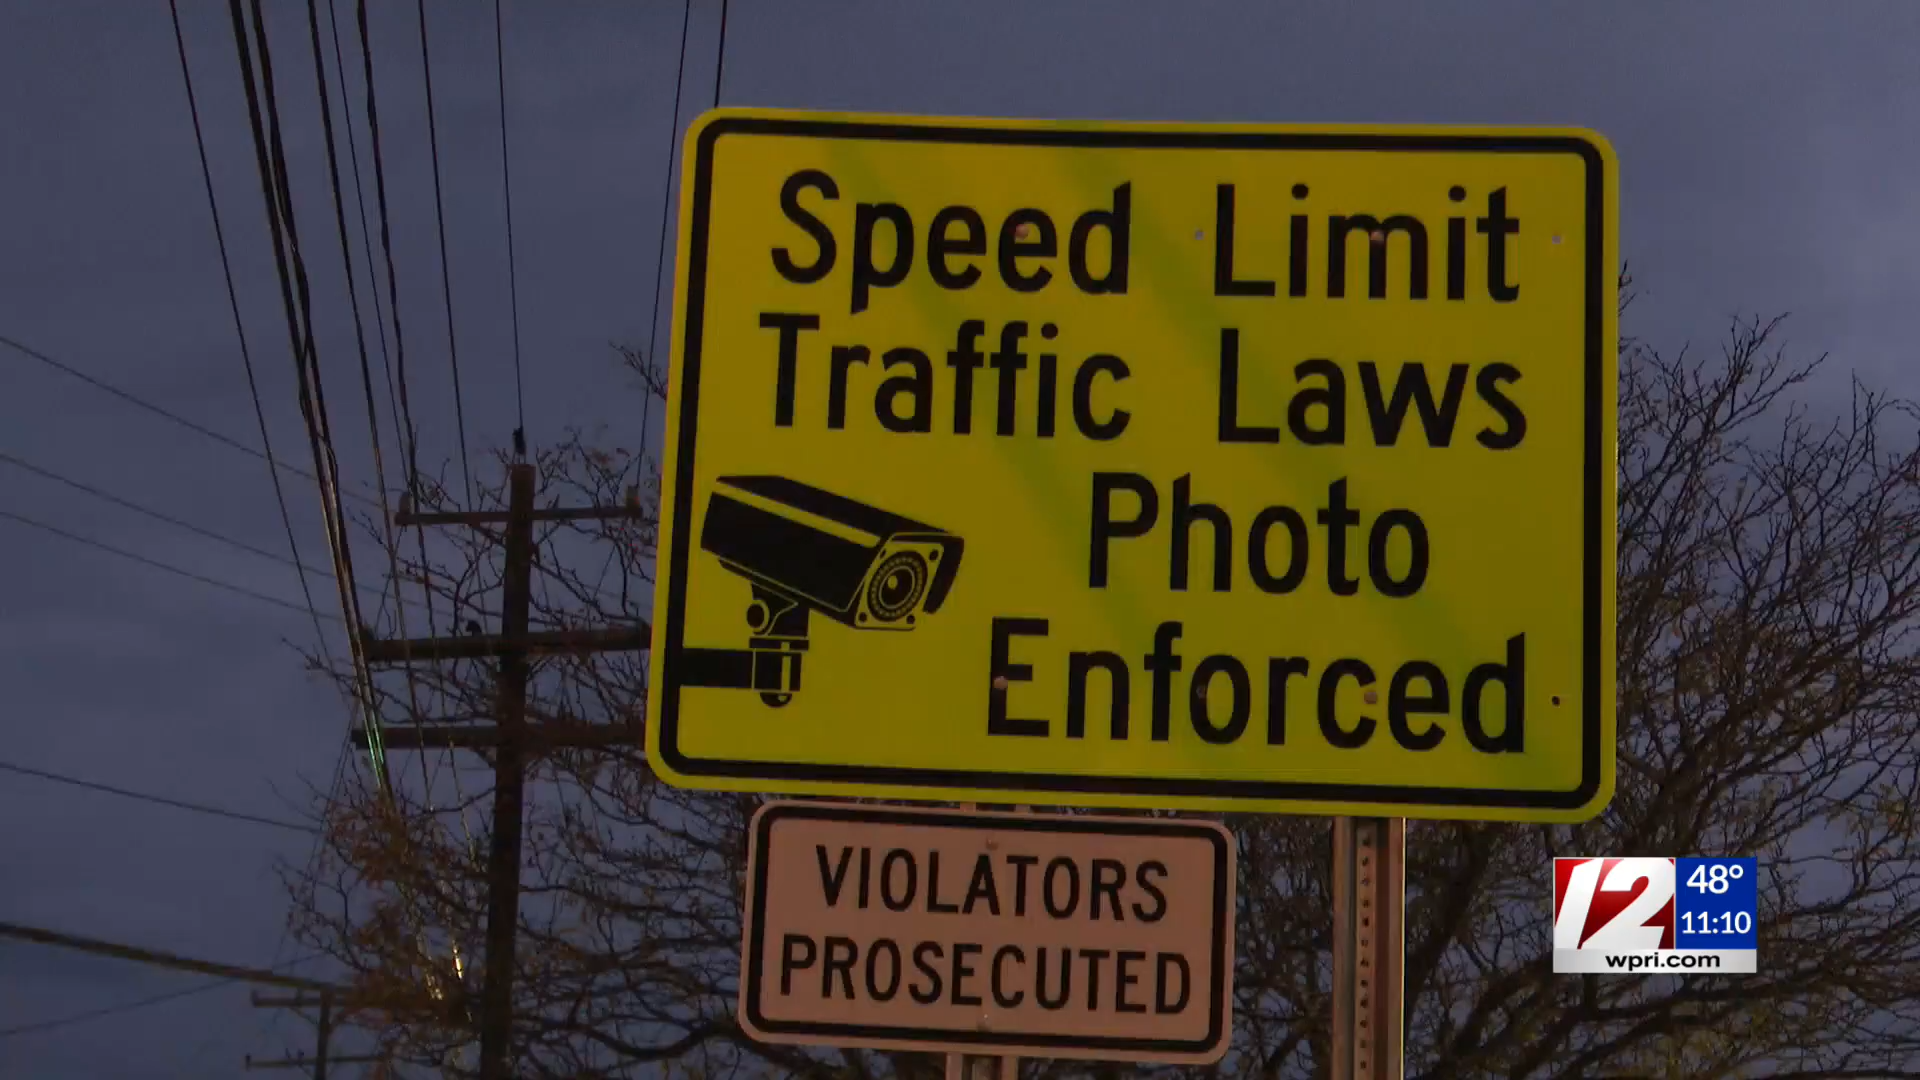 Speed Limit
Traffic Laws
Photo
Enforced
VIOLATORS
PROSECUTED
12
48°
11:10
wpri.com